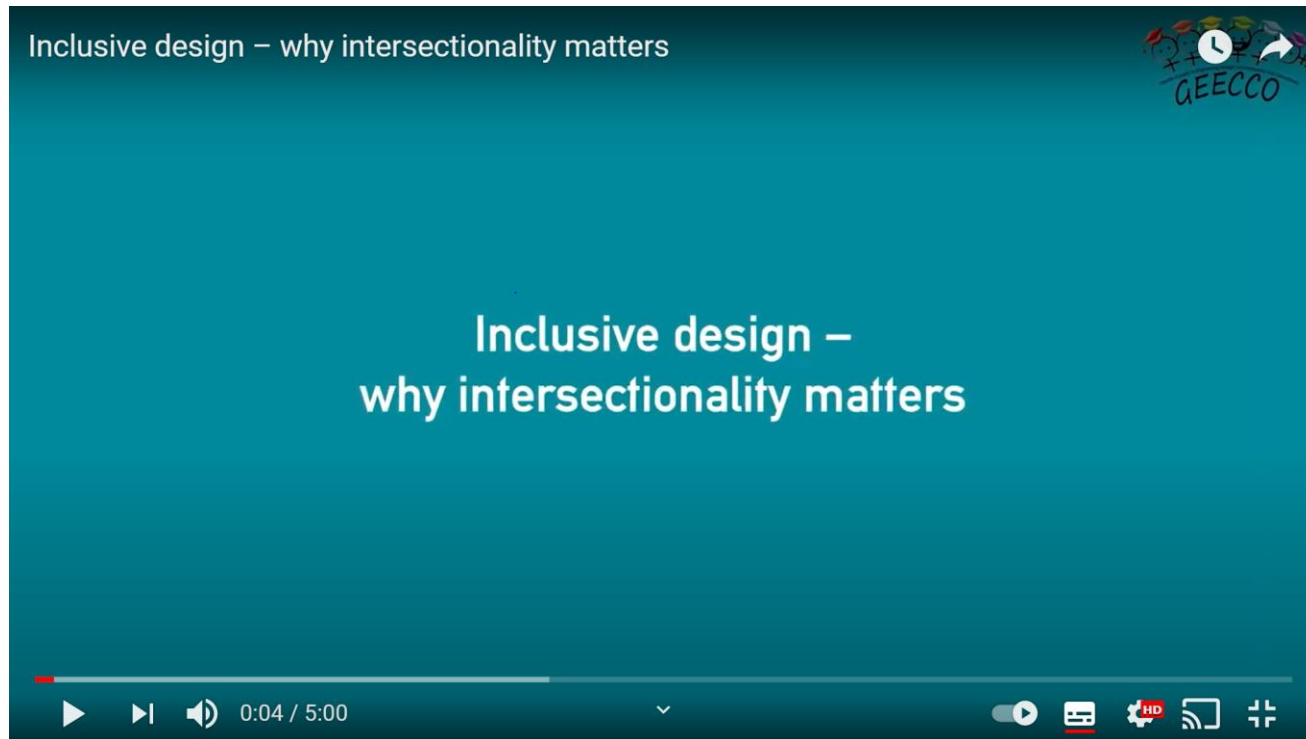 Inclusive design – why intersectionality matters
GEECCO
Inclusive design –
why intersectionality matters
0:04 / 5:00
HD